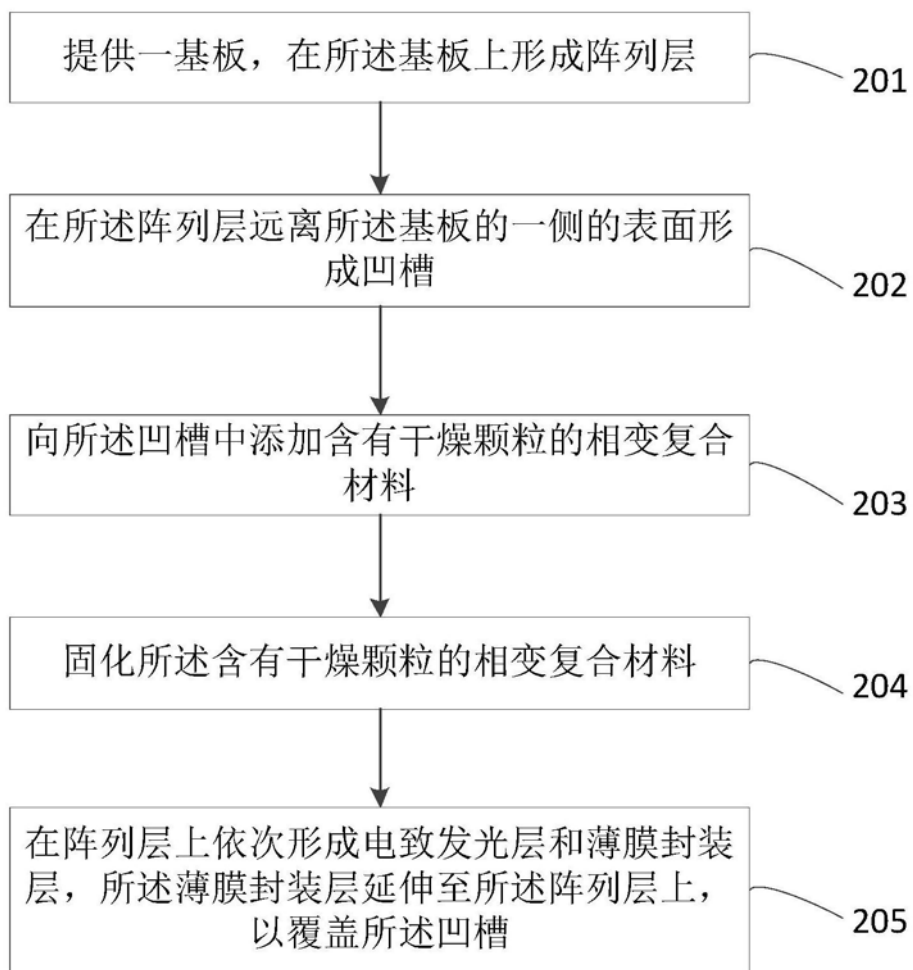 提供一基板，在所述基板上形成阵列层
201
在所述阵列层远离所述基板的一侧的表面形
成凹槽
202
向所述凹槽中添加含有干燥颗粒的相变复合
材料
203
固化所述含有干燥颗粒的相变复合材料
204
在阵列层上依次形成电致发光层和薄膜封装
层，所述薄膜封装层延伸至所述阵列层上，
以覆盖所述凹槽
205